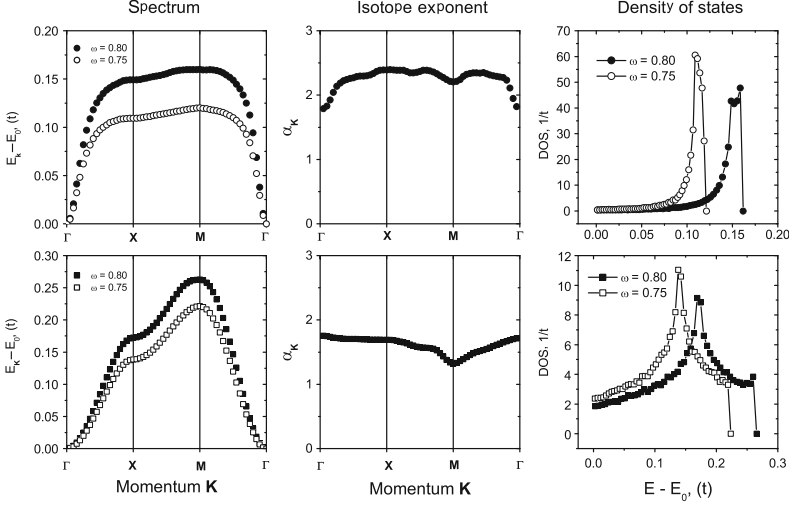 Spectrum
Isotope exponent
Density of states
E_k – E_0, (t)
0.20
0.15
0.10
0.05
0.00
ω = 0.80
ω = 0.75
Γ X M Γ
α_K
3
2
1
0
Γ X M Γ
DOS, 1/t
70
60
50
40
30
20
10
0
ω = 0.80
ω = 0.75
0.00 0.05 0.10 0.15 0.20
E_K – E_0, (t)
0.30
0.25
0.20
0.15
0.10
0.05
0.00
ω = 0.80
ω = 0.75
Γ X M Γ
Momentum K
α_K
3
2
1
0
Γ X M Γ
Momentum K
DOS, 1/t
12
10
8
6
4
2
0
ω = 0.80
ω = 0.75
0.0 0.1 0.2 0.3
E - E_0, (t)